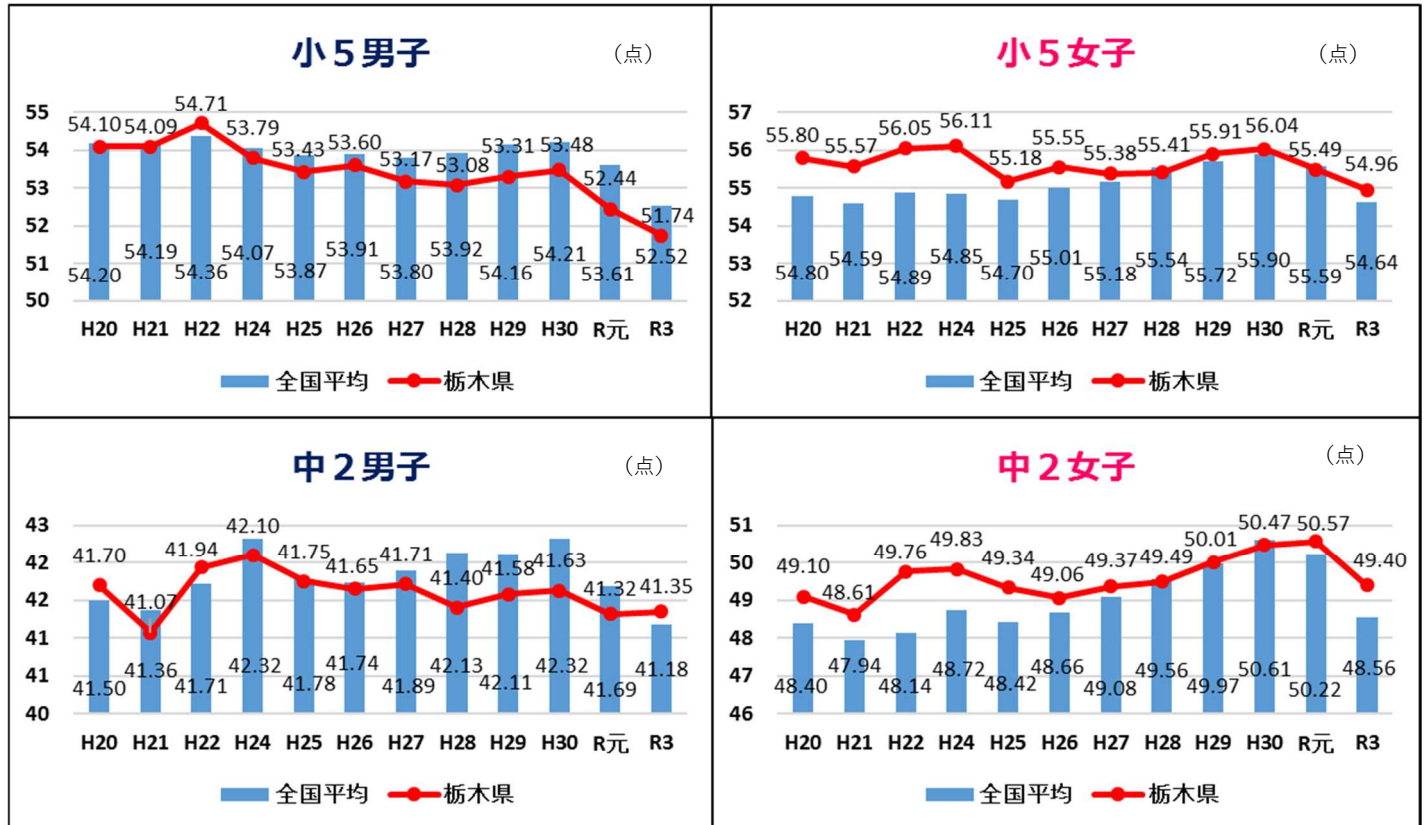 小５男子 （点）
55
54
53
52
51
50
54.10 54.09 54.71 53.79 53.43 53.60 53.17 53.08 53.31 53.48 52.44 51.74
54.20 54.19 54.36 54.07 53.87 53.91 53.80 53.92 54.16 54.21 53.61 52.52
H20 H21 H22 H24 H25 H26 H27 H28 H29 H30 R元 R3
全国平均 栃木県
小５女子 （点）
57
56
55
54
53
52
55.80 55.57 56.05 56.11 55.18 55.55 55.38 55.41 55.91 56.04 55.49 54.96
54.80 54.59 54.89 54.85 54.70 55.01 55.18 55.54 55.72 55.90 55.59 54.64
H20 H21 H22 H24 H25 H26 H27 H28 H29 H30 R元 R3
全国平均 栃木県
中２男子 （点）
43
42
42
41
41
40
41.70 41.07 41.94 42.10 41.75 41.65 41.71 41.40 41.58 41.63 41.32 41.35
41.50 41.36 41.71 42.32 41.78 41.74 41.89 42.13 42.11 42.32 41.69 41.18
H20 H21 H22 H24 H25 H26 H27 H28 H29 H30 R元 R3
全国平均 栃木県
中２女子 （点）
51
50
49
48
47
46
49.10 48.61 49.76 49.83 49.34 49.06 49.37 49.49 50.01 50.47 50.57 49.40
48.40 47.94 48.14 48.72 48.42 48.66 49.08 49.56 49.97 50.61 50.22 48.56
H20 H21 H22 H24 H25 H26 H27 H28 H29 H30 R元 R3
全国平均 栃木県